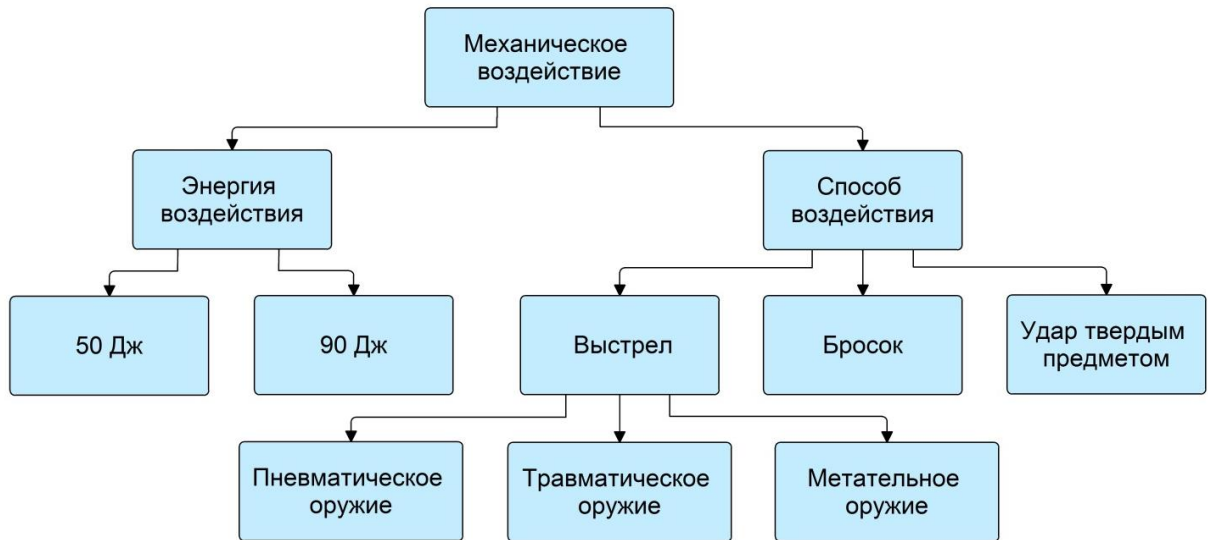 Механическое
воздействие
Энергия
воздействия
Способ
воздействия
50 Дж
90 Дж
Выстрел
Бросок
Удар твердым
предметом
Пневматическое
оружие
Травматическое
оружие
Метательное
оружие